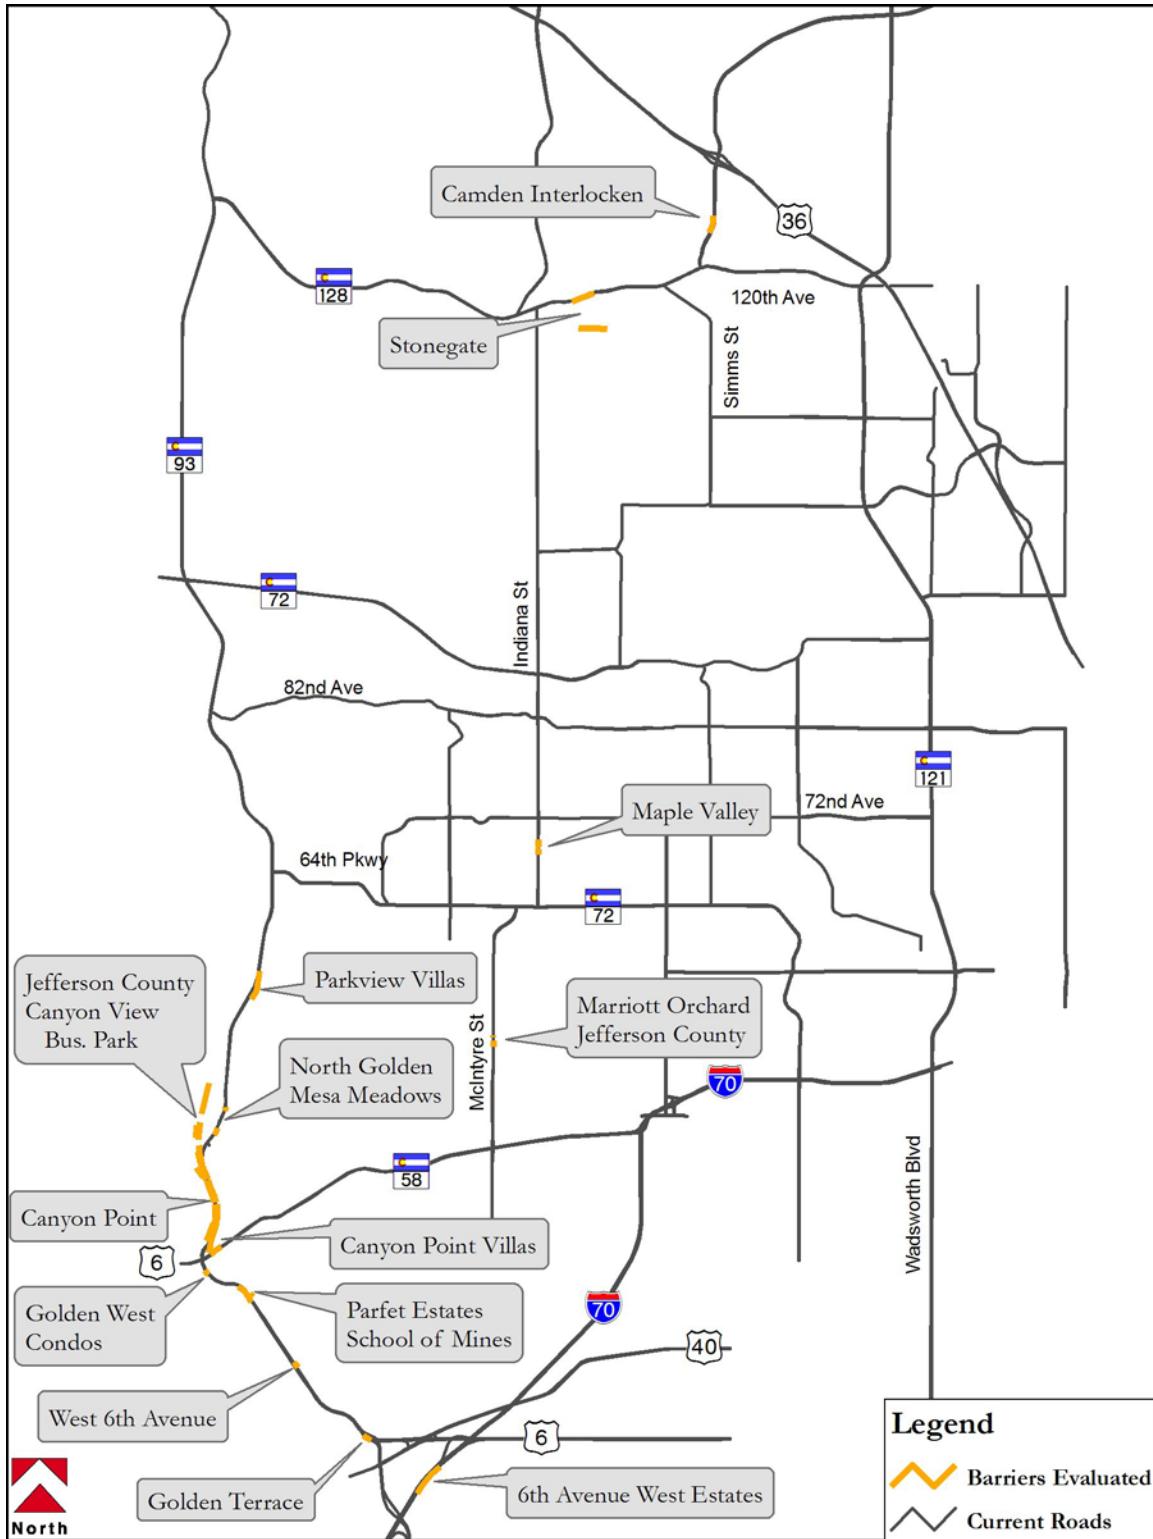 Camden Interlocken
36
128
120th Ave
Stonegate
Simms St
93
72
Indiana St
82nd Ave
121
Maple Valley
72nd Ave
64th Pkwy
72
Jefferson County
Canyon View
Bus. Park
Parkview Villas
Marriott Orchard
Jefferson County
McIntyre St
North Golden
Mesa Meadows
70
58
Wadsworth Blvd
Canyon Point
Canyon Point Villas
6
Golden West
Condos
Parfet Estates
School of Mines
70
40
West 6th Avenue
6
Golden Terrace
6th Avenue West Estates
North
Legend
Barriers Evaluated
Current Roads